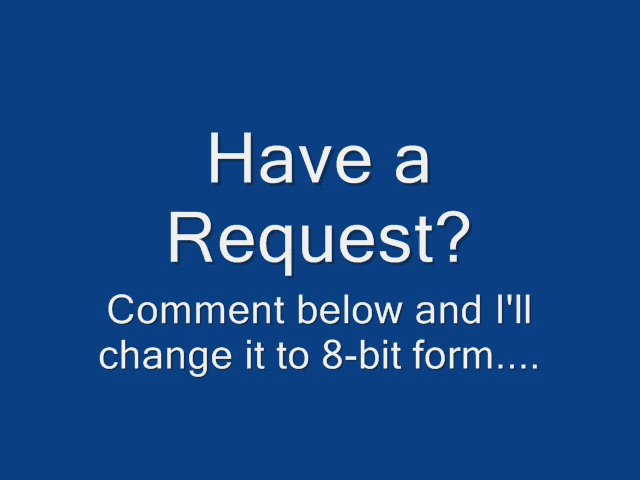 Have a
Request?
Comment below and I'll
change it to 8-bit form....